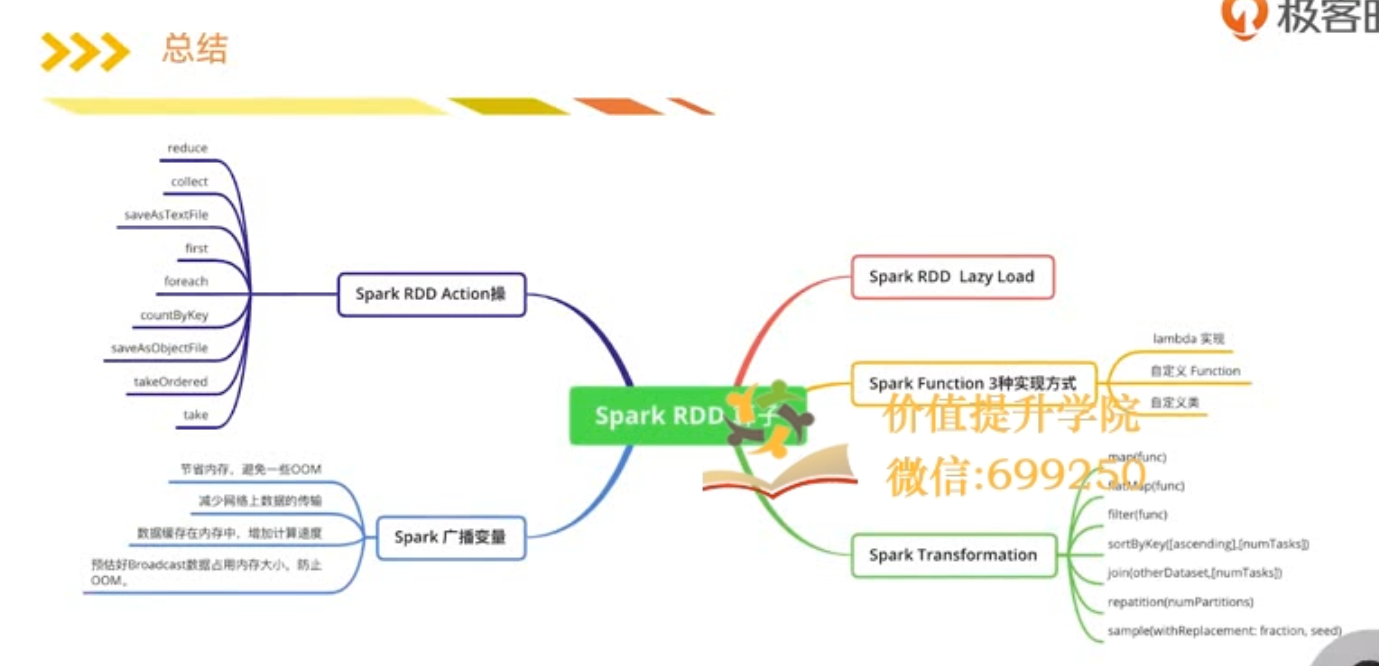 总结
极客
reduce
collect
saveAsTextFile
first
foreach
countByKey
saveAsObjectFile
takeOrdered
take
Spark RDD Action操
节省内存，避免一些OOM
减少网络上数据的传输
数据缓存在内存中，增加计算速度
预估好Broadcast数据占用内存大小，防止
OOM。
Spark 广播变量
Spark RDD 算子
Spark RDD Lazy Load
Spark Function 3种实现方式
lambda 实现
自定义 Function
自定义类
价值提升学院
微信:699250
Spark Transformation
map(func)
flatMap(func)
filter(func)
sortByKey([ascending],[numTasks])
join(otherDataset,[numTasks])
repatition(numPartitions)
sample(withReplacement: fraction, seed)